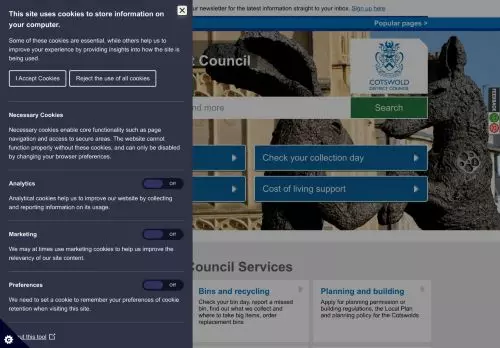 This site uses cookies to store information on
your computer.
Some of these cookies are essential, while others help us to
improve your experience by providing insights into how the site is
being used.
I Accept Cookies
Reject the use of all cookies
Necessary Cookies
Necessary cookies enable core functionality such as page
navigation and access to secure areas. The website cannot
function properly without these cookies, and can only be disabled
by changing your browser preferences.
Analytics
Off
Analytical cookies help us to improve our website by collecting
and reporting information on its usage.
Marketing
Off
We may at times use marketing cookies to help us improve the
relevancy of our site content.
Preferences
Off
We need to set a cookie to remember your preferences of cookie
retention when visiting this site.
this tool
newsletter for the latest information straight to your inbox. Sign up here
Popular pages >
t Council
COTSWOLD
DISTRICT COUNCIL
nd more
Search
Check your collection day
Cost of living support
FEEDBACK
Council Services
Bins and recycling
Check your bin day, report a missed
bin, find out what we collect and
where to take big items, order
replacement bins
Planning and building
Apply for planning permission or
building regulations, the Local Plan
and planning policy for the Cotswolds